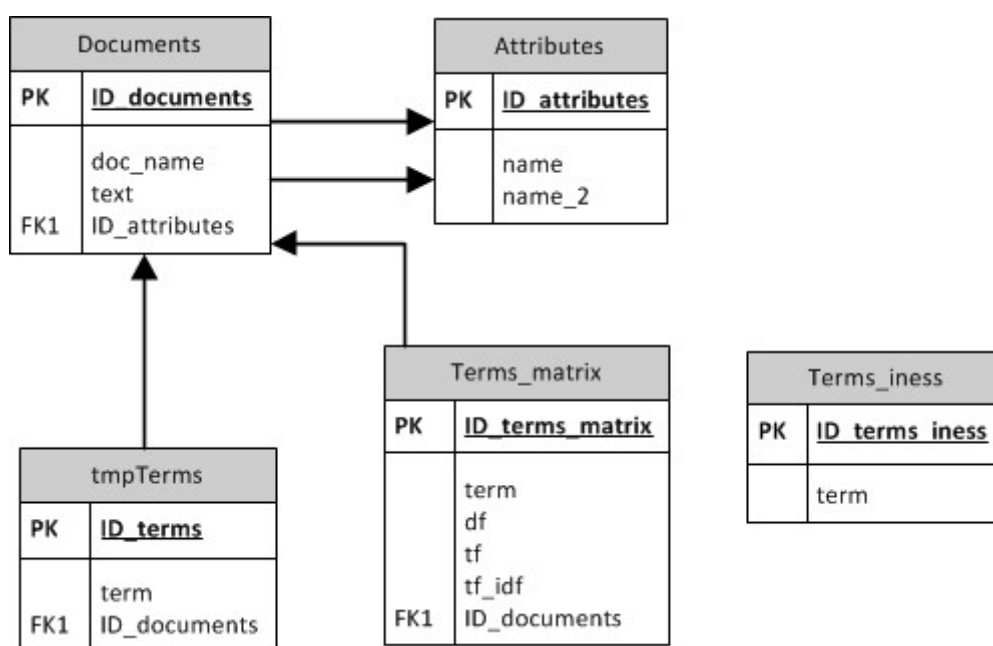 Documents
PK ID_documents
doc_name
text
FK1 ID_attributes
Attributes
PK ID_attributes
name
name_2
Terms_matrix
PK ID_terms_matrix
term
df
tf
tf_idf
FK1 ID_documents
Terms_iness
PK ID_terms_iness
term
tmpTerms
PK ID_terms
term
FK1 ID_documents